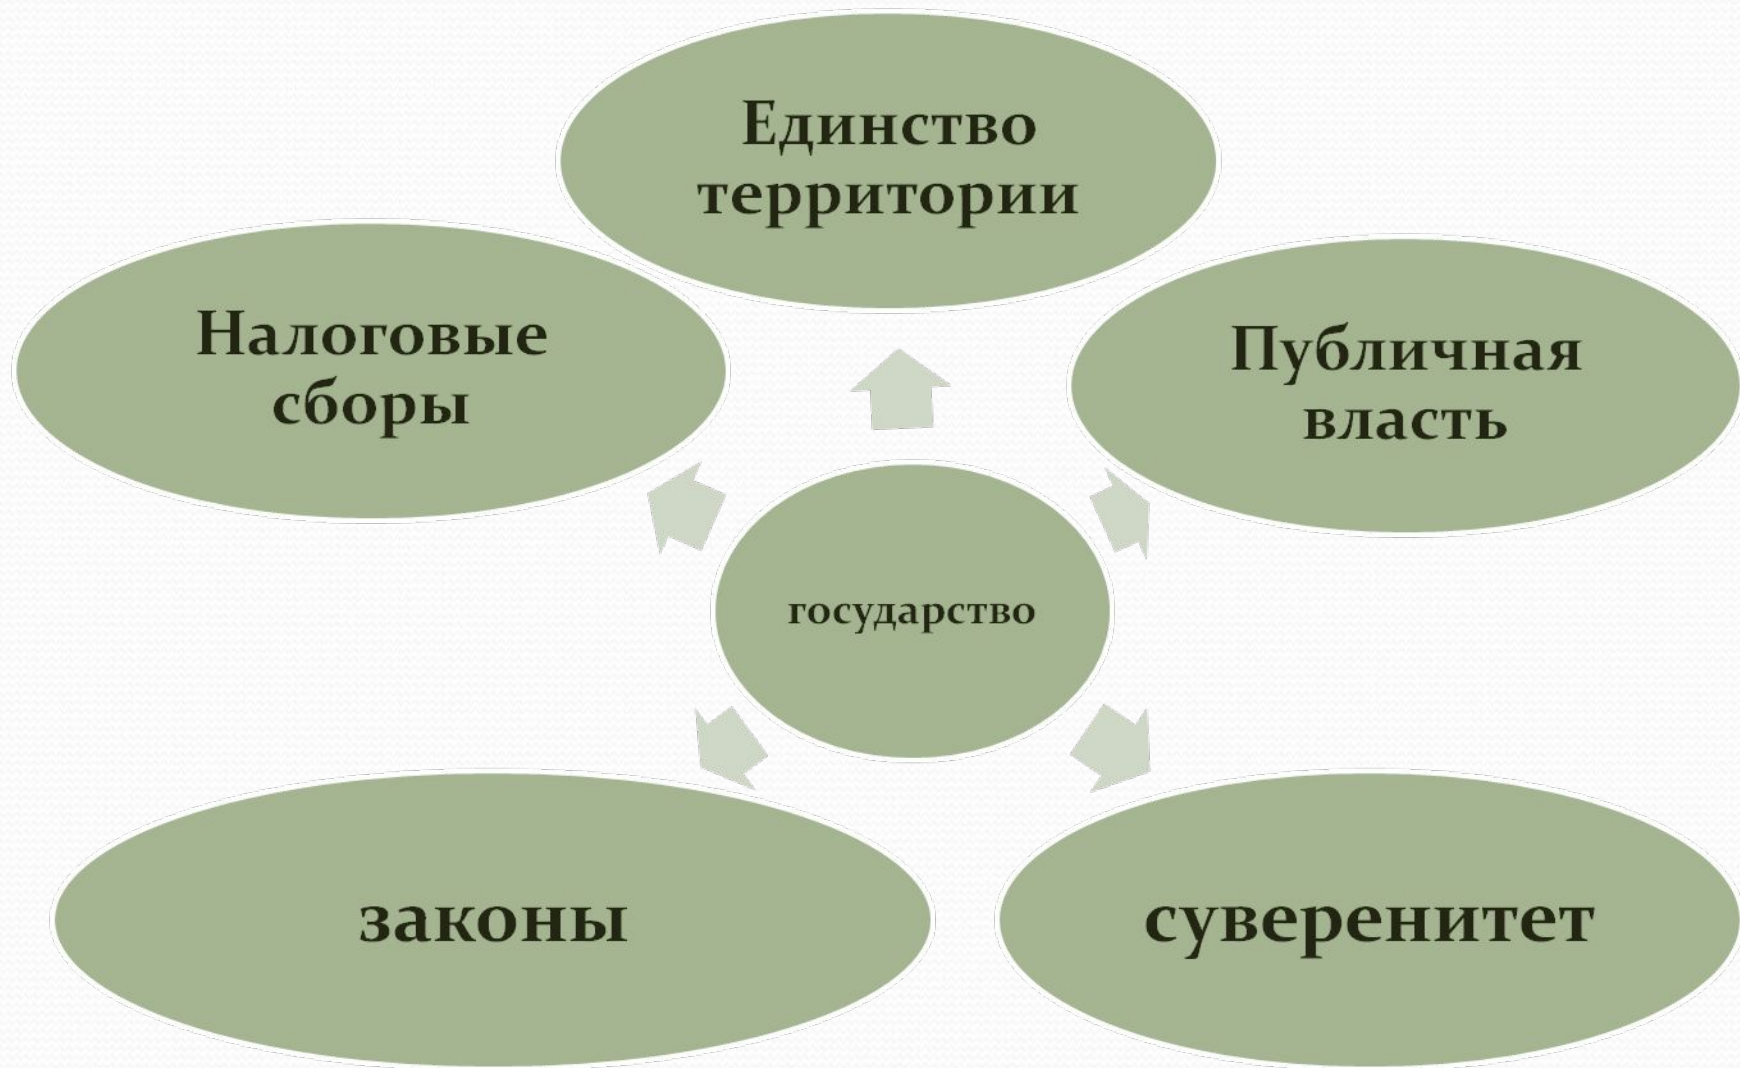 Единство
территории
Налоговые
сборы
Публичная
власть
государство
законы
суверенитет